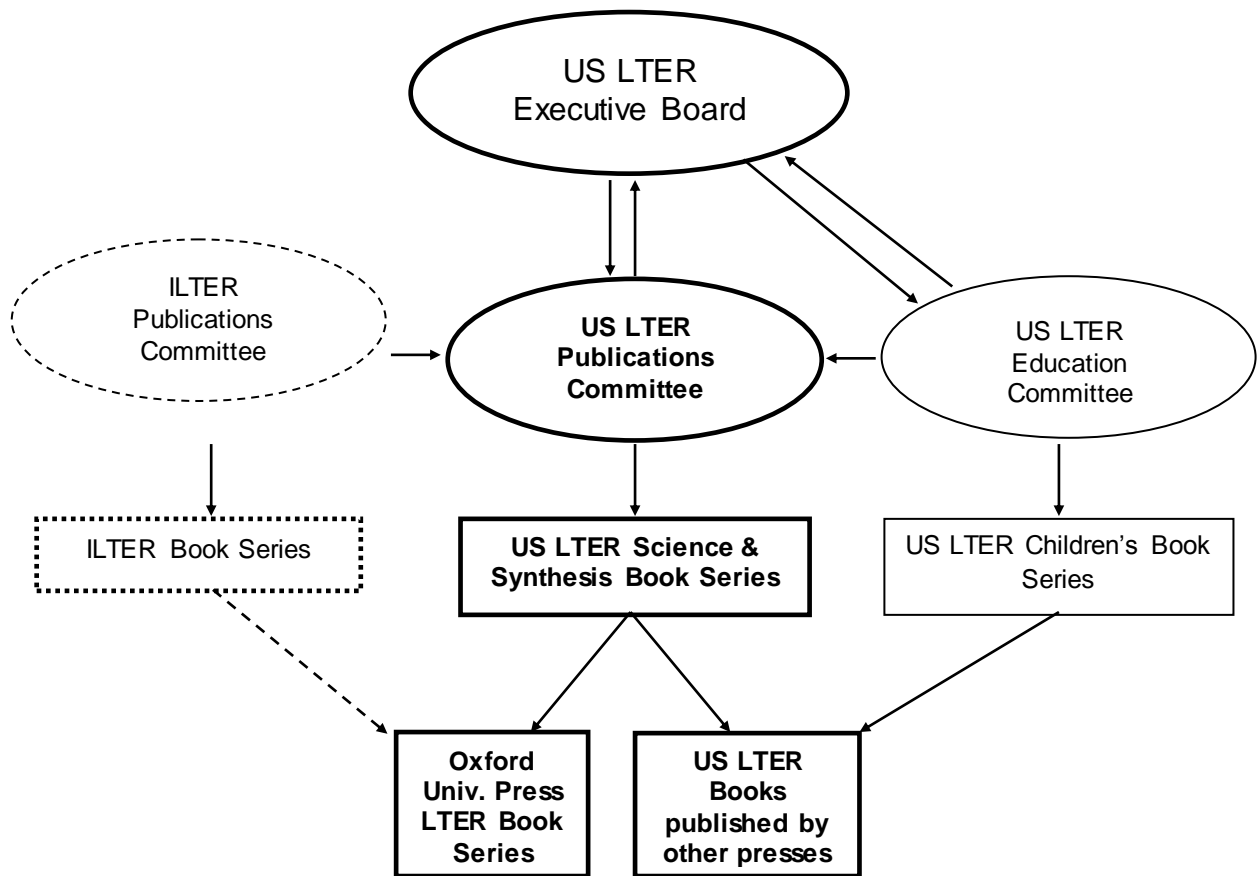 US LTER
Executive Board
ILTER
Publications
Committee
US LTER
Publications
Committee
US LTER
Education
Committee
ILTER Book Series
US LTER Science &
Synthesis Book Series
US LTER Children’s Book
Series
Oxford
Univ. Press
LTER Book
Series
US LTER
Books
published by
other presses